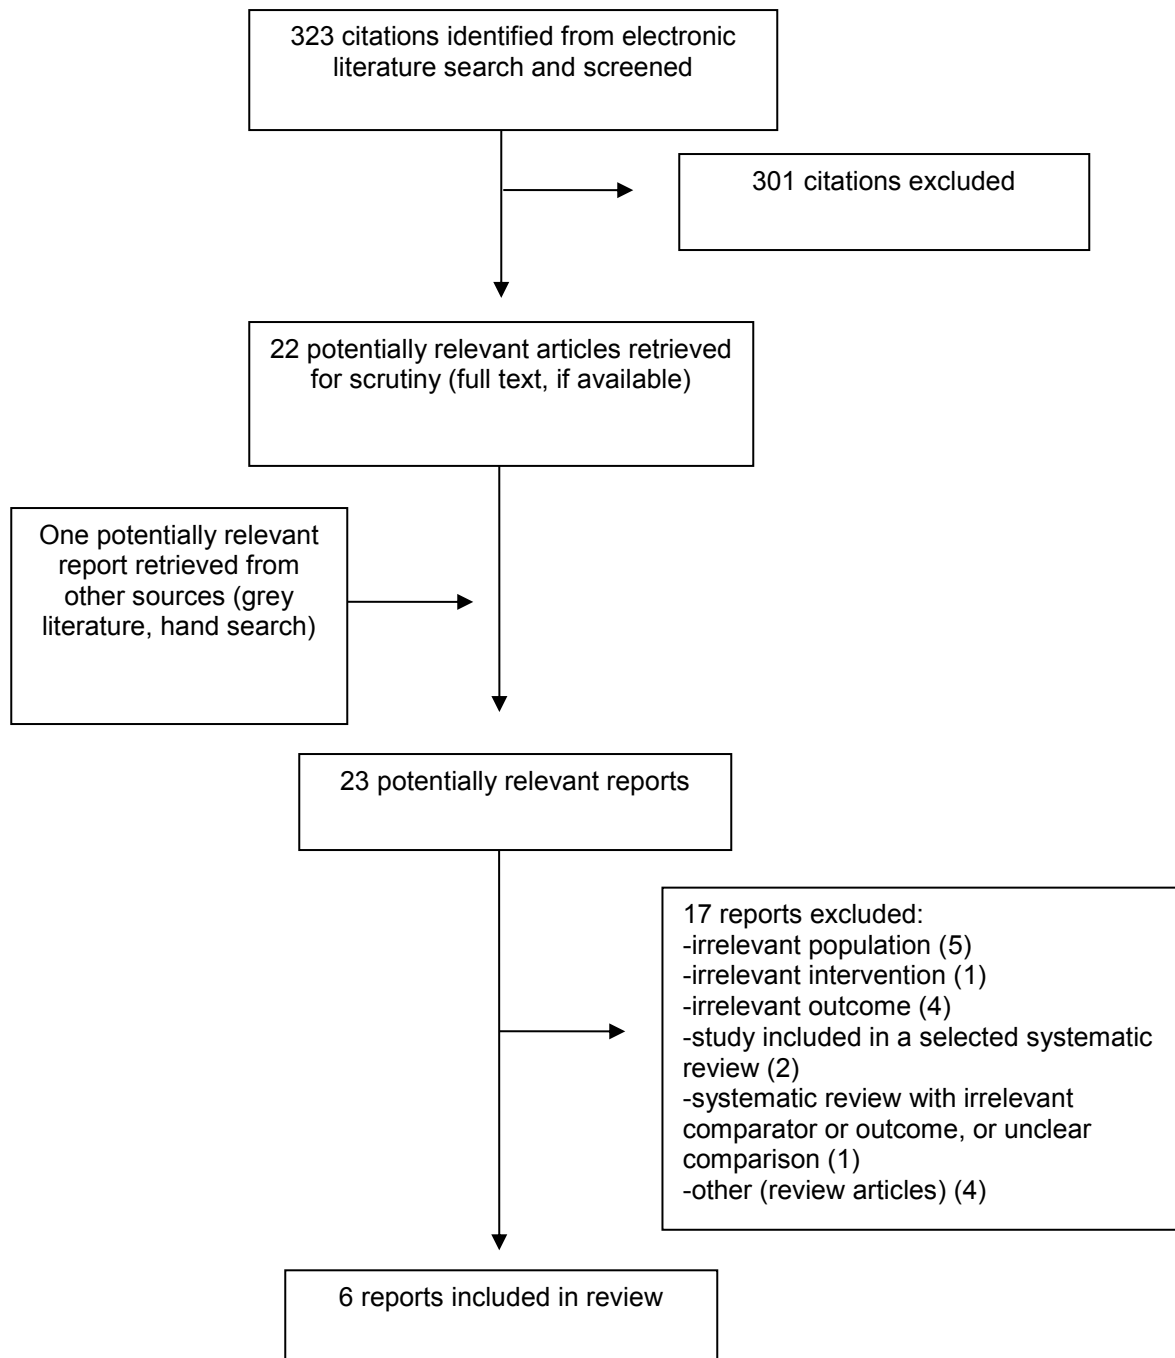 323 citations identified from electronic
literature search and screened
301 citations excluded
22 potentially relevant articles retrieved
for scrutiny (full text, if available)
One potentially relevant
report retrieved from
other sources (grey
literature, hand search)
23 potentially relevant reports
17 reports excluded:
-irrelevant population (5)
-irrelevant intervention (1)
-irrelevant outcome (4)
-study included in a selected systematic
review (2)
-systematic review with irrelevant
comparator or outcome, or unclear
comparison (1)
-other (review articles) (4)
6 reports included in review